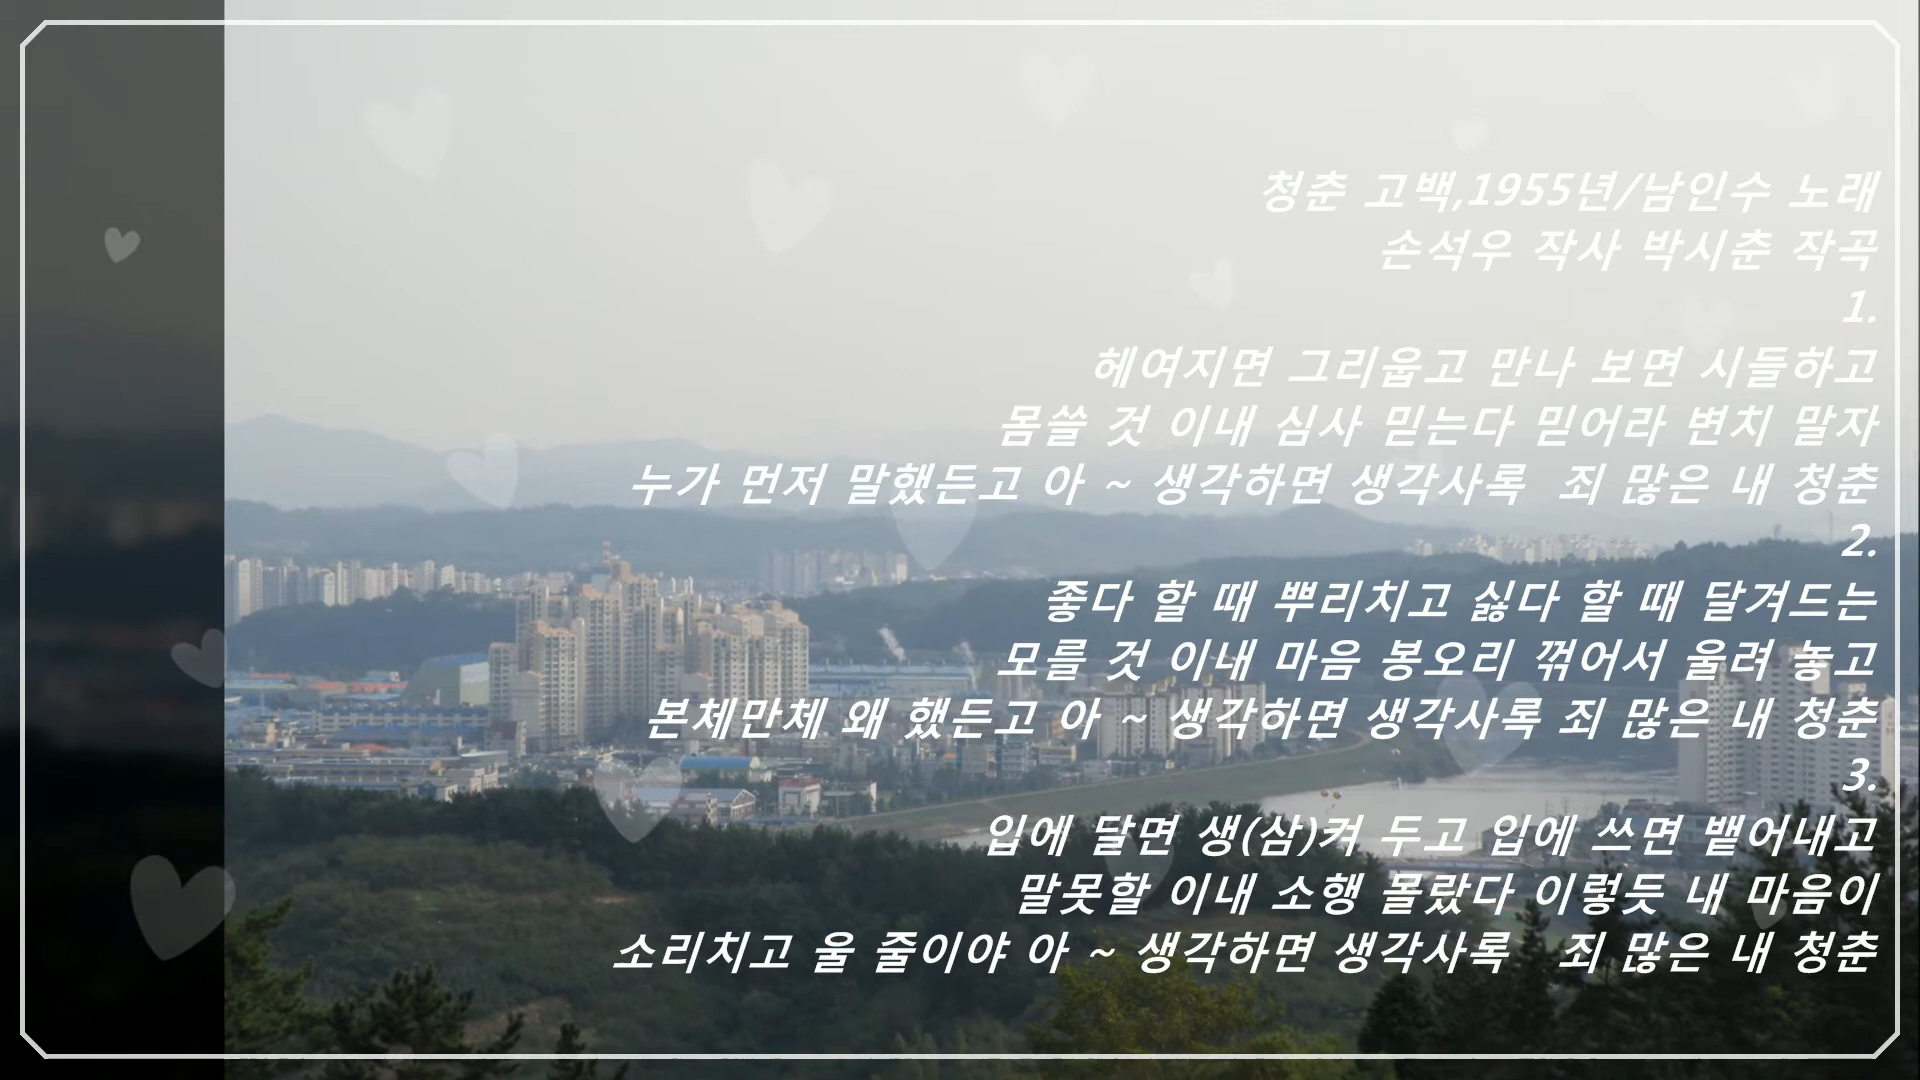 청춘 고백,1955년/남인수 노래
손석우 작사 박시춘 작곡
1.
헤여지면 그리웁고 만나 보면 시들하고
몹쓸 것 이내 심사 믿는다 믿어라 변치 말자
누가 먼저 말했든고 아 ~ 생각하면 생각사록 죄 많은 내 청춘
2.
좋다 할 때 뿌리치고 싫다 할 때 달겨드는
모를 것 이내 마음 봉오리 꺾어서 울려 놓고
본체만체 왜 했든고 아 ~ 생각하면 생각사록 죄 많은 내 청춘
3.
입에 달면 생(삼)켜 두고 입에 쓰면 뱉어내고
말못할 이내 소행 몰랐다 이렇듯 내 마음이
소리치고 울 줄이야 아 ~ 생각하면 생각사록 죄 많은 내 청춘